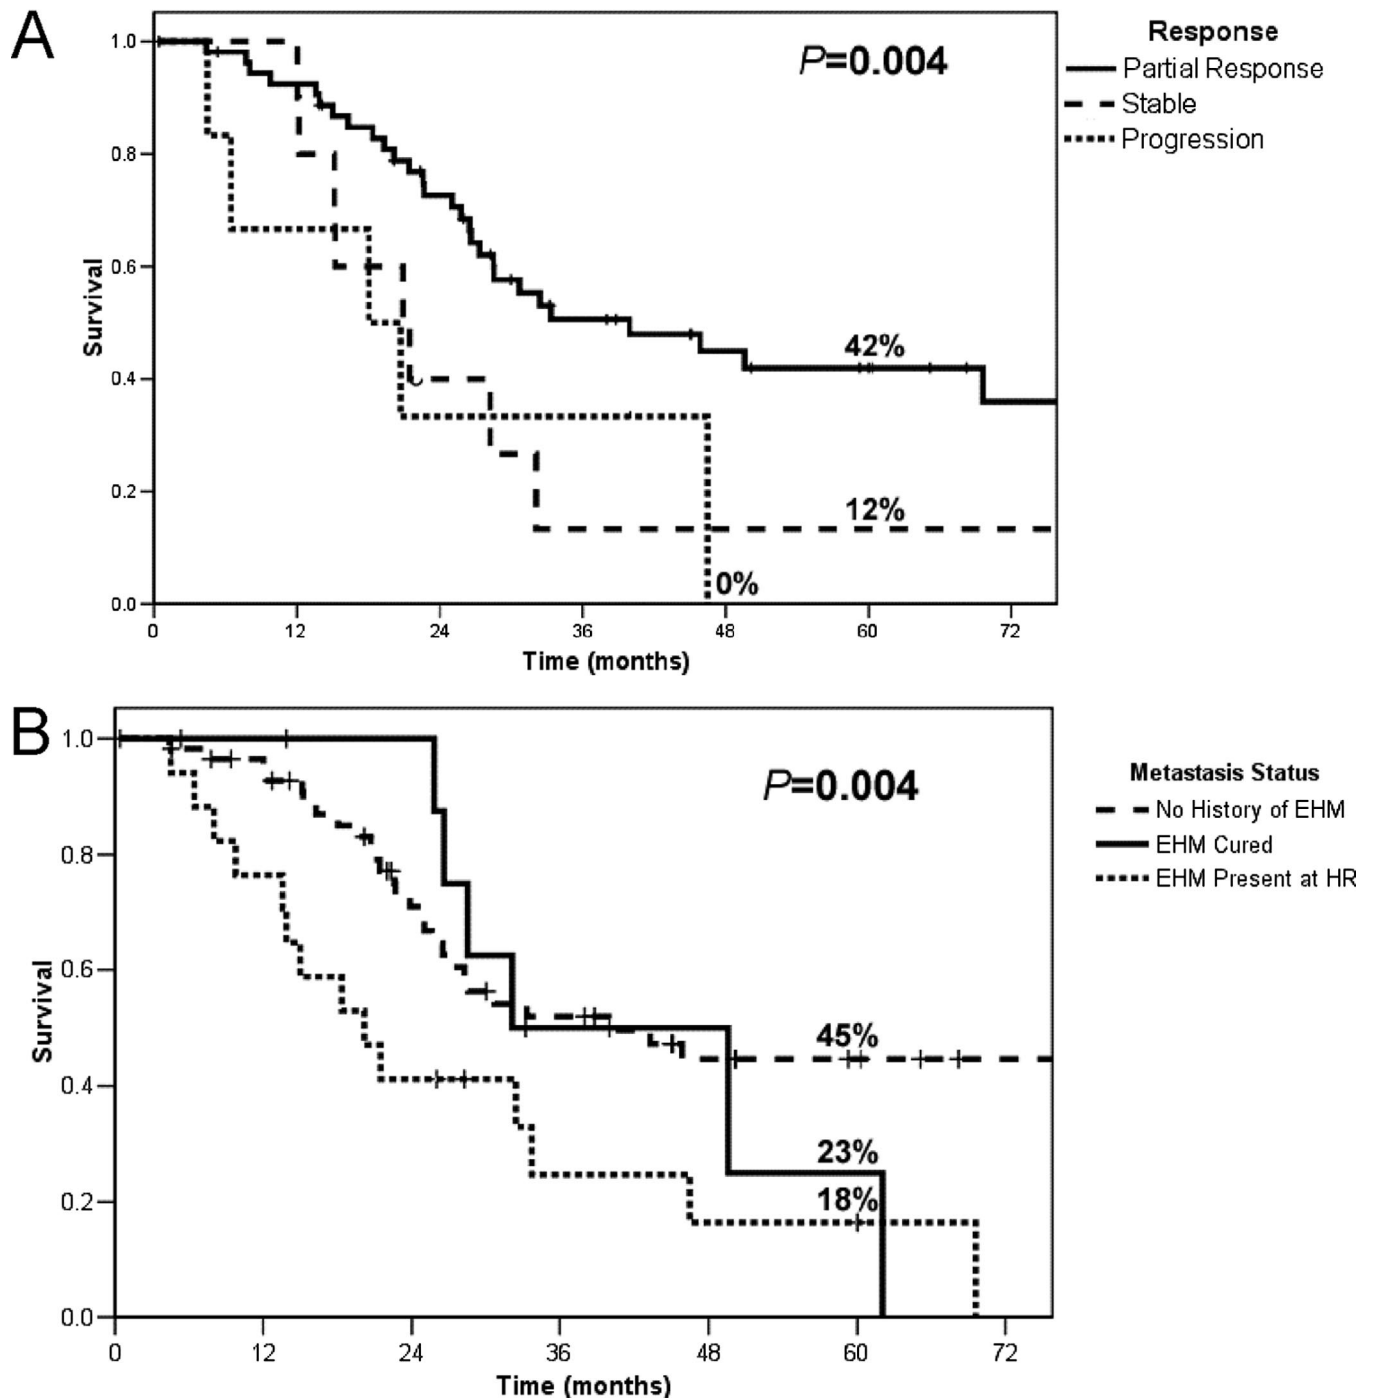 A
P=0.004
Response
Partial Response
Stable
Progression
1.0
0.8
0.6
0.4
0.2
0.0
Survival
42%
12%
0%
0 12 24 36 48 60 72
Time (months)
B
P=0.004
Metastasis Status
No History of EHM
EHM Cured
EHM Present at HR
1.0
0.8
0.6
0.4
0.2
0.0
Survival
45%
23%
18%
0 12 24 36 48 60 72
Time (months)